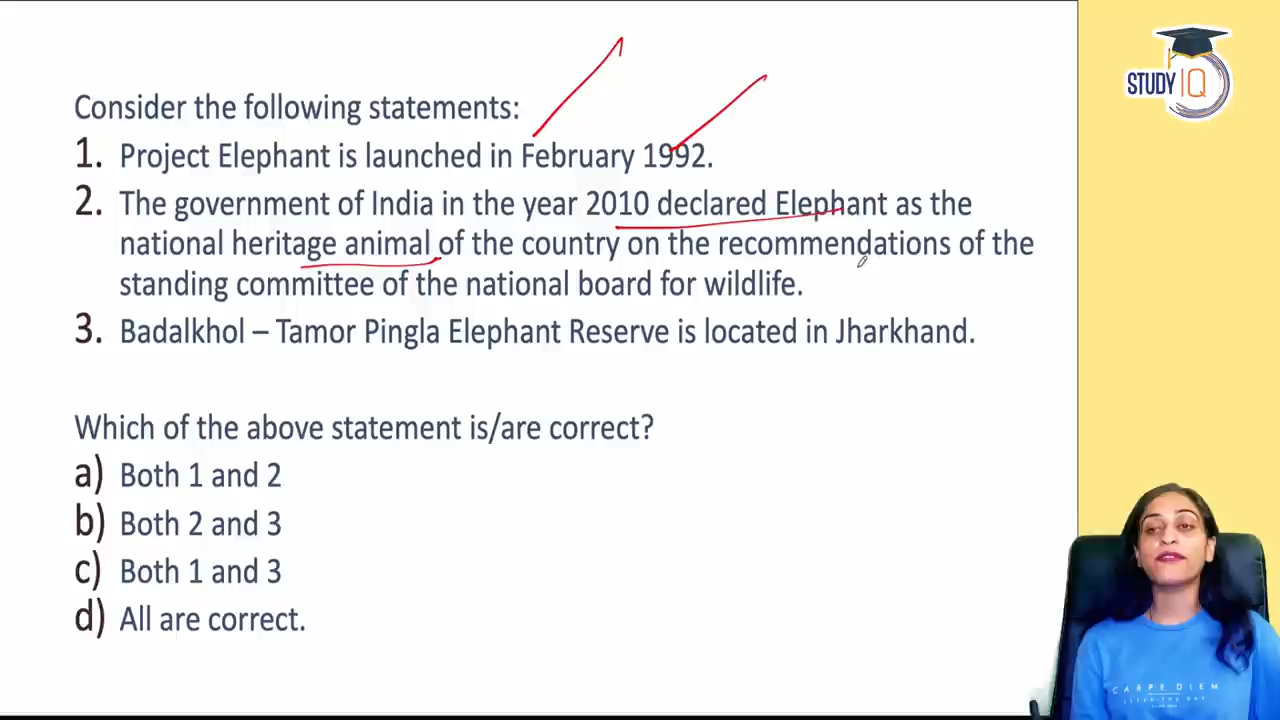 STUDY IQ
Consider the following statements:
1. Project Elephant is launched in February 1992.
2. The government of India in the year 2010 declared Elephant as the
national heritage animal of the country on the recommendations of the
standing committee of the national board for wildlife.
3. Badalkhol – Tamor Pingla Elephant Reserve is located in Jharkhand.
Which of the above statement is/are correct?
a) Both 1 and 2
b) Both 2 and 3
c) Both 1 and 3
d) All are correct.
CARPE DIEM